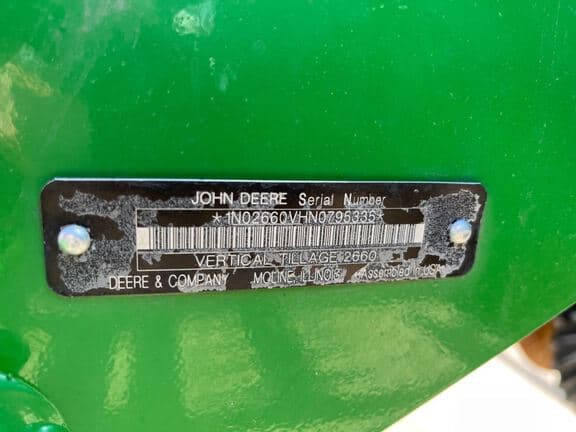 JOHN DEERE Serial Number
*1N02660VHN0795335*
VERTICAL TILLAGE 2660
DEERE & COMPANY MOLINE, ILLINOIS Assembled in USA